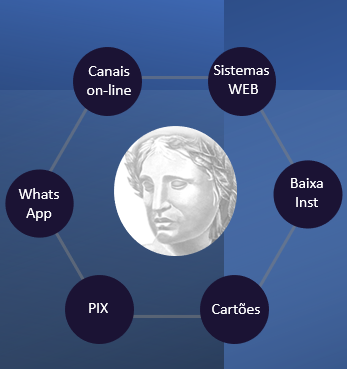 Canais
on-line
Sistemas
WEB
Whats
App
Baixa
Inst
PIX
Cartões